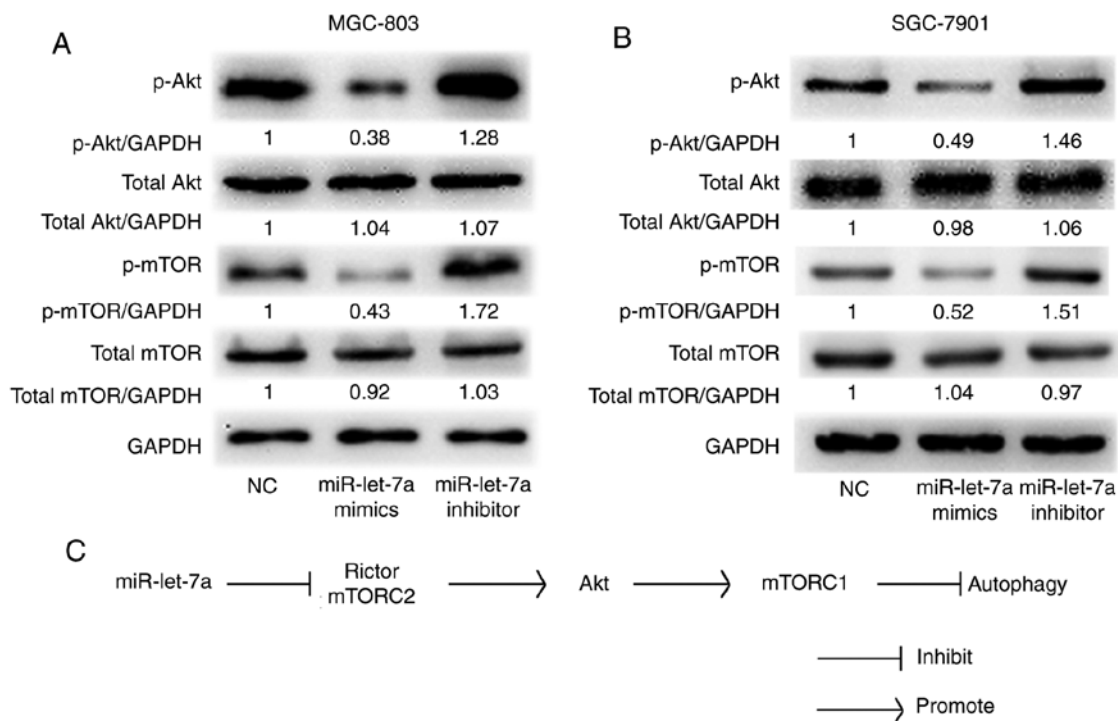 A
MGC-803
p-Akt
p-Akt/GAPDH 1 0.38 1.28
Total Akt
Total Akt/GAPDH 1 1.04 1.07
p-mTOR
p-mTOR/GAPDH 1 0.43 1.72
Total mTOR
Total mTOR/GAPDH 1 0.92 1.03
GAPDH
NC miR-let-7a miR-let-7a
mimics inhibitor
B
SGC-7901
p-Akt
p-Akt/GAPDH 1 0.49 1.46
Total Akt
Total Akt/GAPDH 1 0.98 1.06
p-mTOR
p-mTOR/GAPDH 1 0.52 1.51
Total mTOR
Total mTOR/GAPDH 1 1.04 0.97
GAPDH
NC miR-let-7a miR-let-7a
mimics inhibitor
C
miR-let-7a
Rictor
mTORC2
Akt
mTORC1
Autophagy
Inhibit
Promote